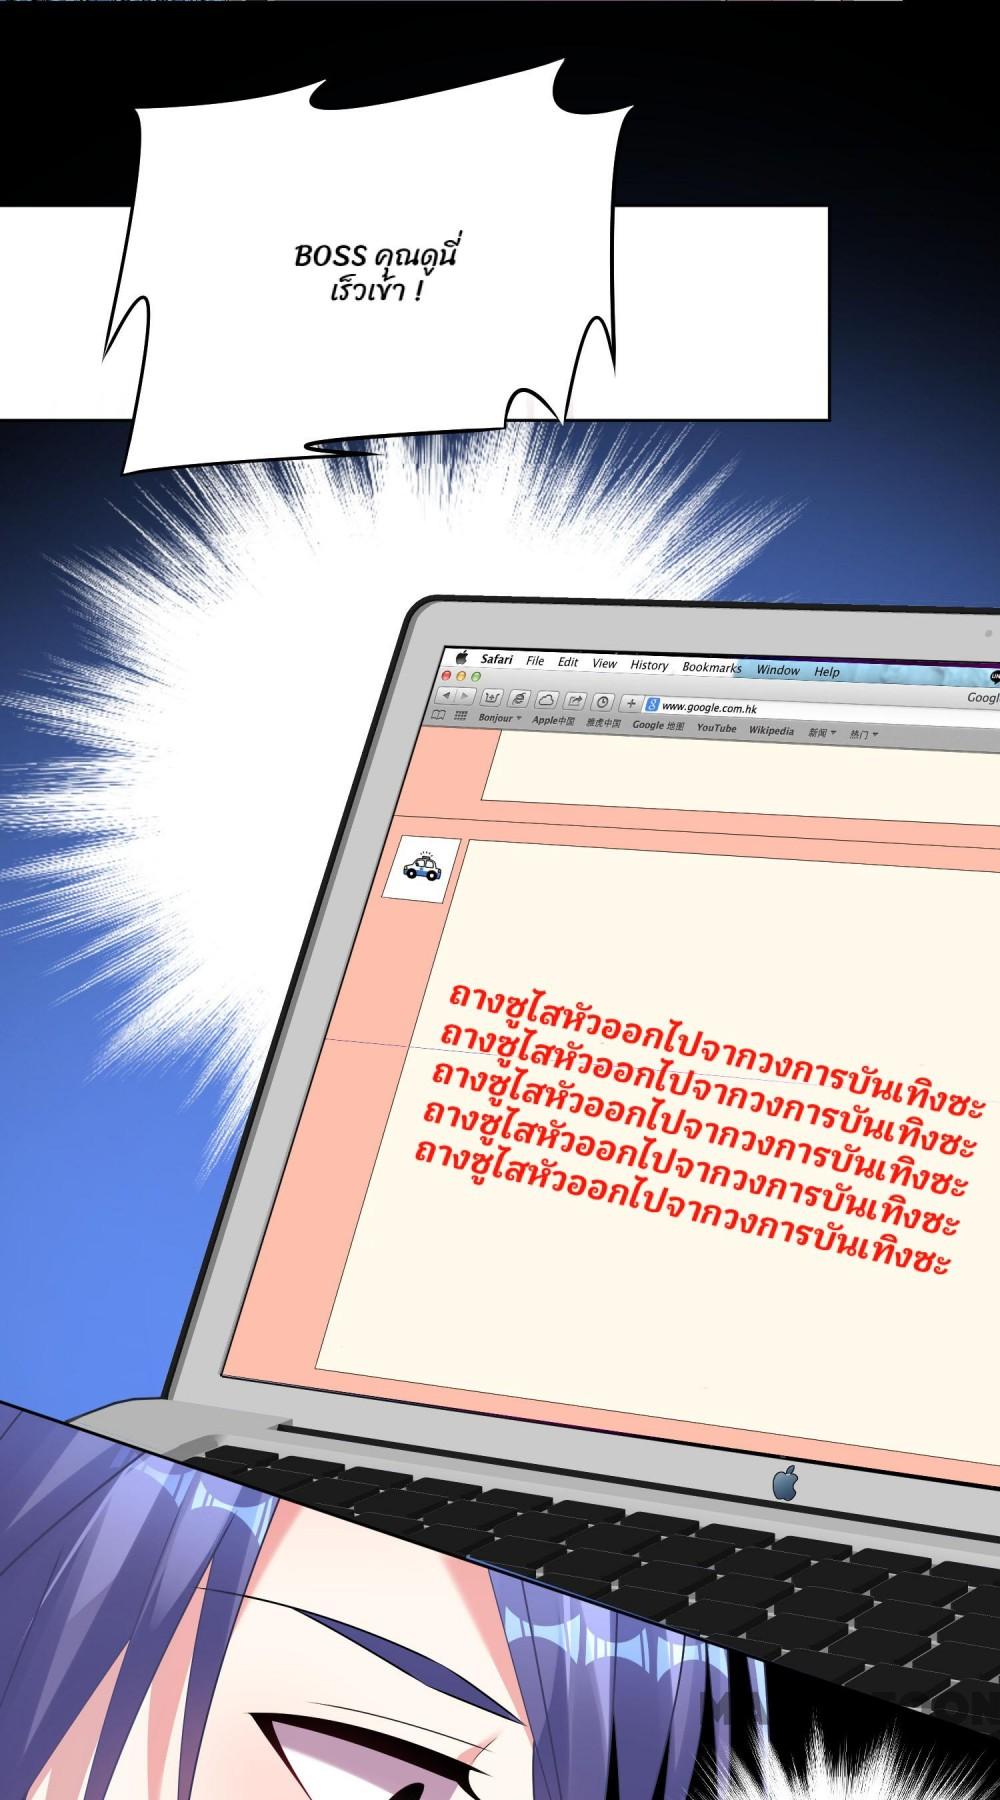 BOSS คุณดูนี่
เร็วเข้า !
Safari File Edit View History Bookmarks Window Help
www.google.com.hk
Bonjour Apple中国 雅虎中国 Google 地图 YouTube Wikipedia 新闻 热门
ถางซูไสหัวออกไปจากวงการบันเทิงซะ
ถางซูไสหัวออกไปจากวงการบันเทิงซะ
ถางซูไสหัวออกไปจากวงการบันเทิงซะ
ถางซูไสหัวออกไปจากวงการบันเทิงซะ
ถางซูไสหัวออกไปจากวงการบันเทิงซะ